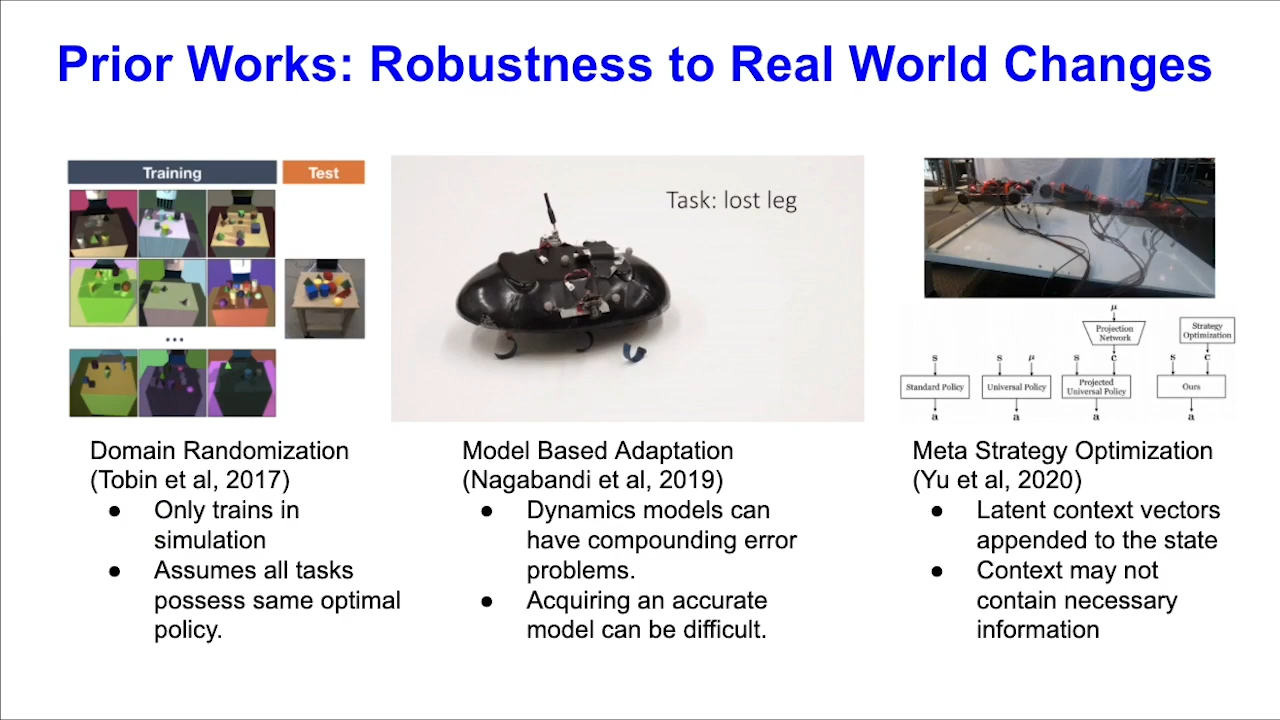 Prior Works: Robustness to Real World Changes
Training
Test
...
Task: lost leg
μ
Projection
Network
Strategy
Optimization
s
s
μ
s
c
s
c
Standard Policy
Universal Policy
Projected
Universal Policy
Ours
a
a
a
a
Domain Randomization
(Tobin et al, 2017)
● Only trains in
simulation
● Assumes all tasks
possess same optimal
policy.
Model Based Adaptation
(Nagabandi et al, 2019)
● Dynamics models can
have compounding error
problems.
● Acquiring an accurate
model can be difficult.
Meta Strategy Optimization
(Yu et al, 2020)
● Latent context vectors
appended to the state
● Context may not
contain necessary
information